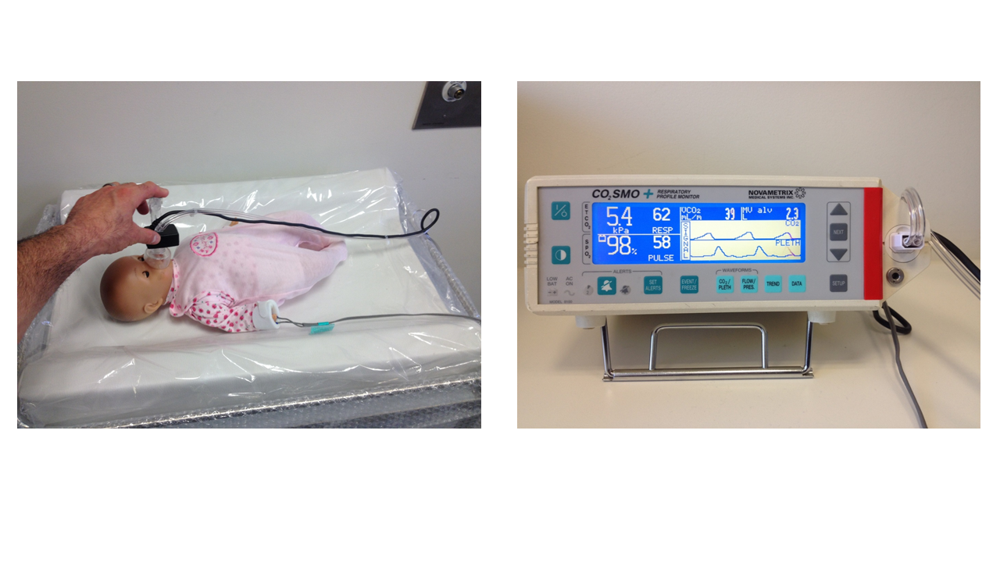 CO2SMO + RESPIRATORY PROFILE MONITOR
NOVAMETRIX
MEDICAL SYSTEMS INC.
ETCO2
5.4
kPa
62
RESP
VCO2
mL/m
39
MV alv
L
2.3
SPO2
98%
58
PULSE
SIGNAL
CO2
PLETH
NEXT
SETUP
LOW BAT
AC ON
ALERTS
SET ALERTS
EVENT/ FREEZE
WAVEFORMS
CO2/ PLETH
FLOW/ PRES.
TREND
DATA